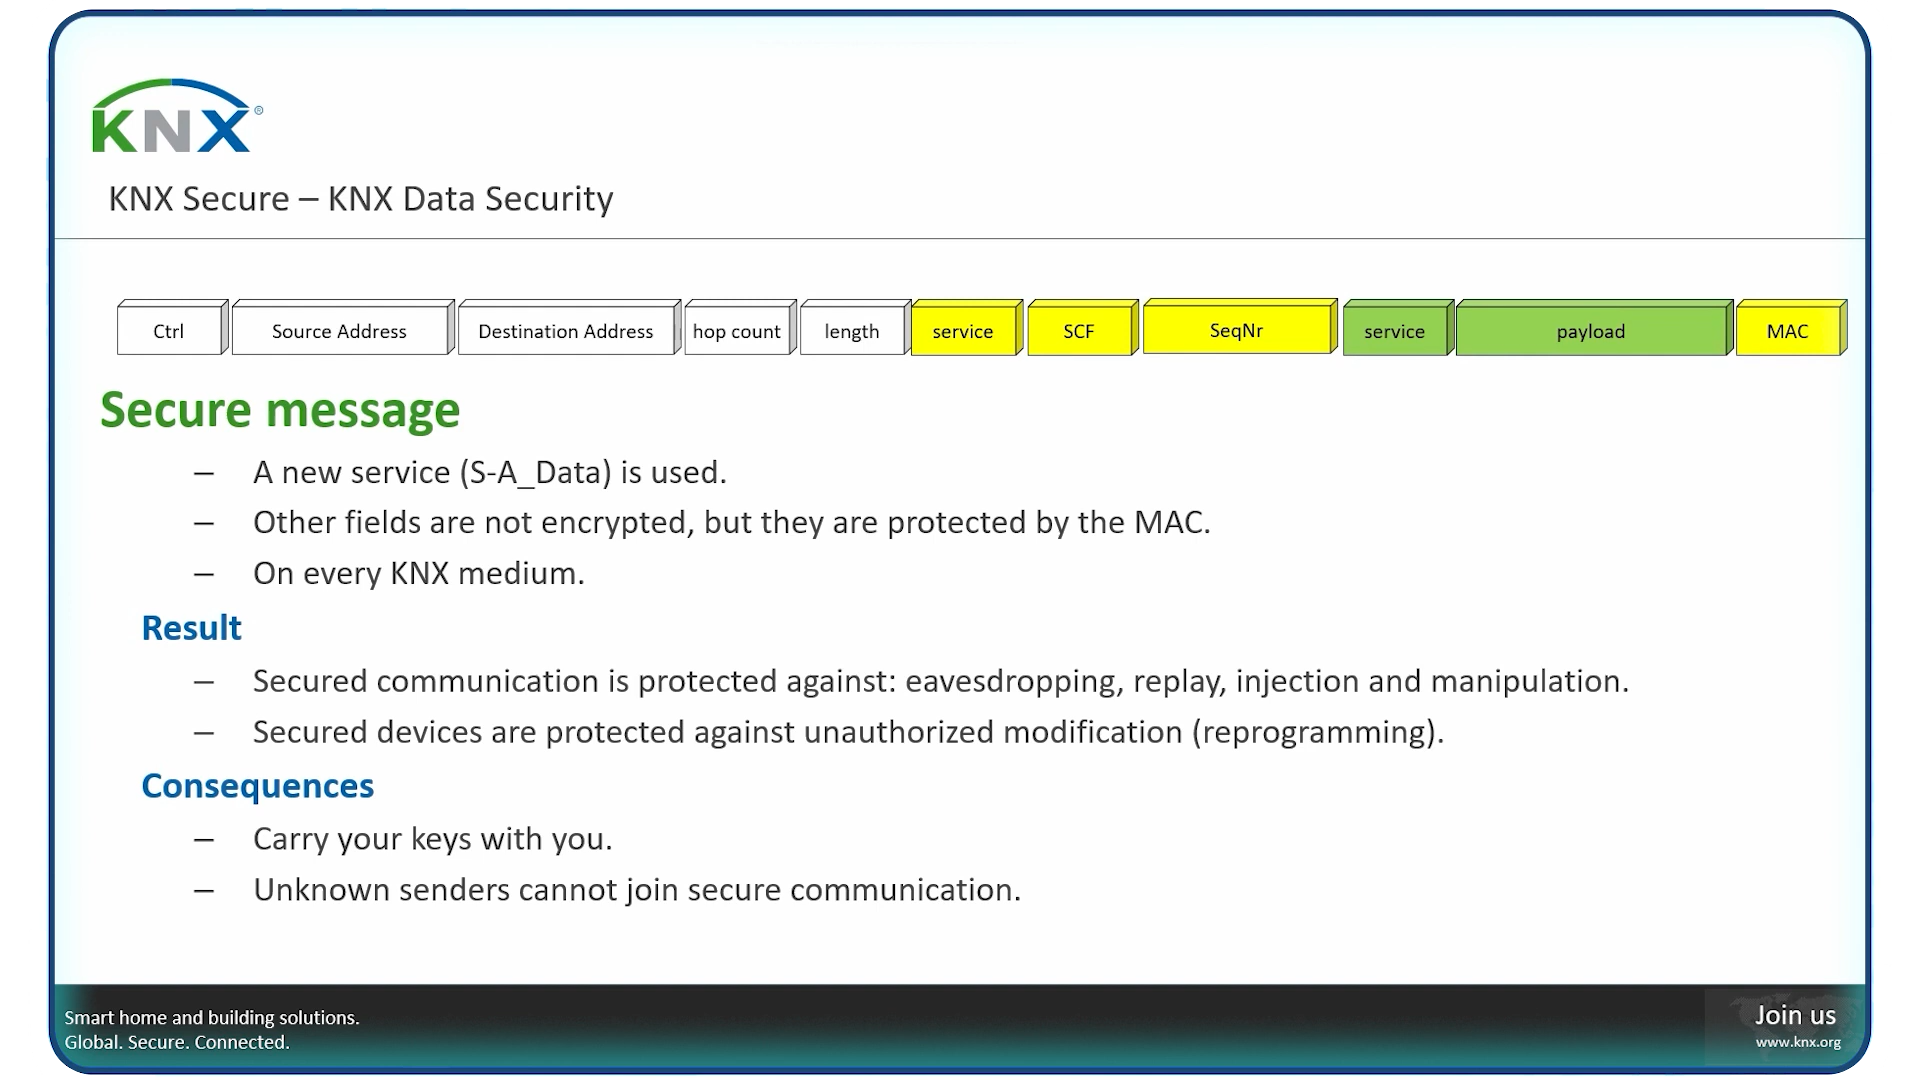 KNX®
KNX Secure – KNX Data Security
Ctrl Source Address Destination Address hop count length service SCF SeqNr service payload MAC
Secure message
– A new service (S-A_Data) is used.
– Other fields are not encrypted, but they are protected by the MAC.
– On every KNX medium.
Result
– Secured communication is protected against: eavesdropping, replay, injection and manipulation.
– Secured devices are protected against unauthorized modification (reprogramming).
Consequences
– Carry your keys with you.
– Unknown senders cannot join secure communication.
Smart home and building solutions.
Global. Secure. Connected.
Join us
www.knx.org